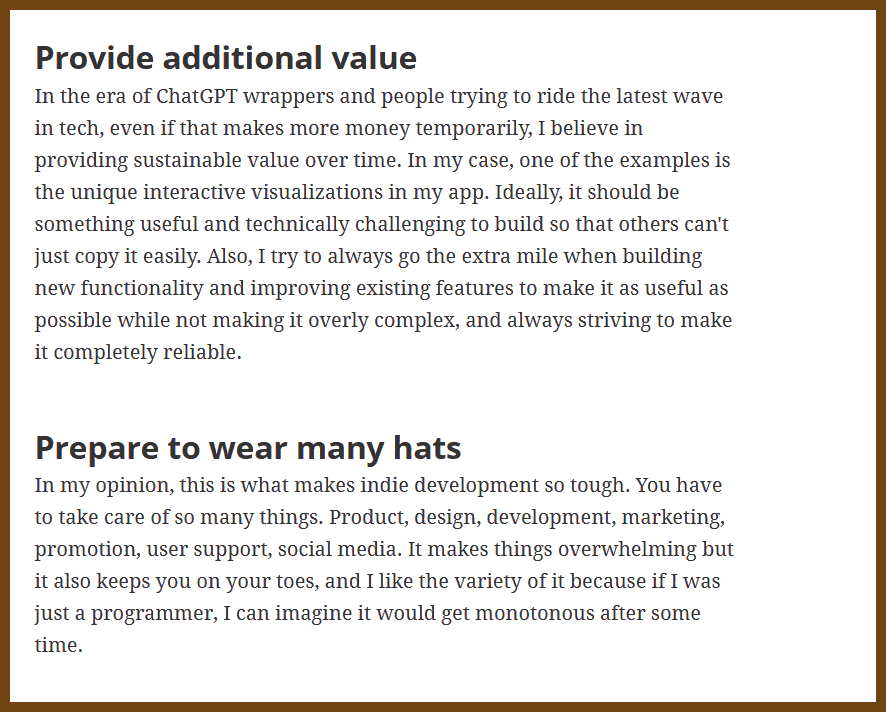 Provide additional value
In the era of ChatGPT wrappers and people trying to ride the latest wave
in tech, even if that makes more money temporarily, I believe in
providing sustainable value over time. In my case, one of the examples is
the unique interactive visualizations in my app. Ideally, it should be
something useful and technically challenging to build so that others can't
just copy it easily. Also, I try to always go the extra mile when building
new functionality and improving existing features to make it as useful as
possible while not making it overly complex, and always striving to make
it completely reliable.
Prepare to wear many hats
In my opinion, this is what makes indie development so tough. You have
to take care of so many things. Product, design, development, marketing,
promotion, user support, social media. It makes things overwhelming but
it also keeps you on your toes, and I like the variety of it because if I was
just a programmer, I can imagine it would get monotonous after some
time.